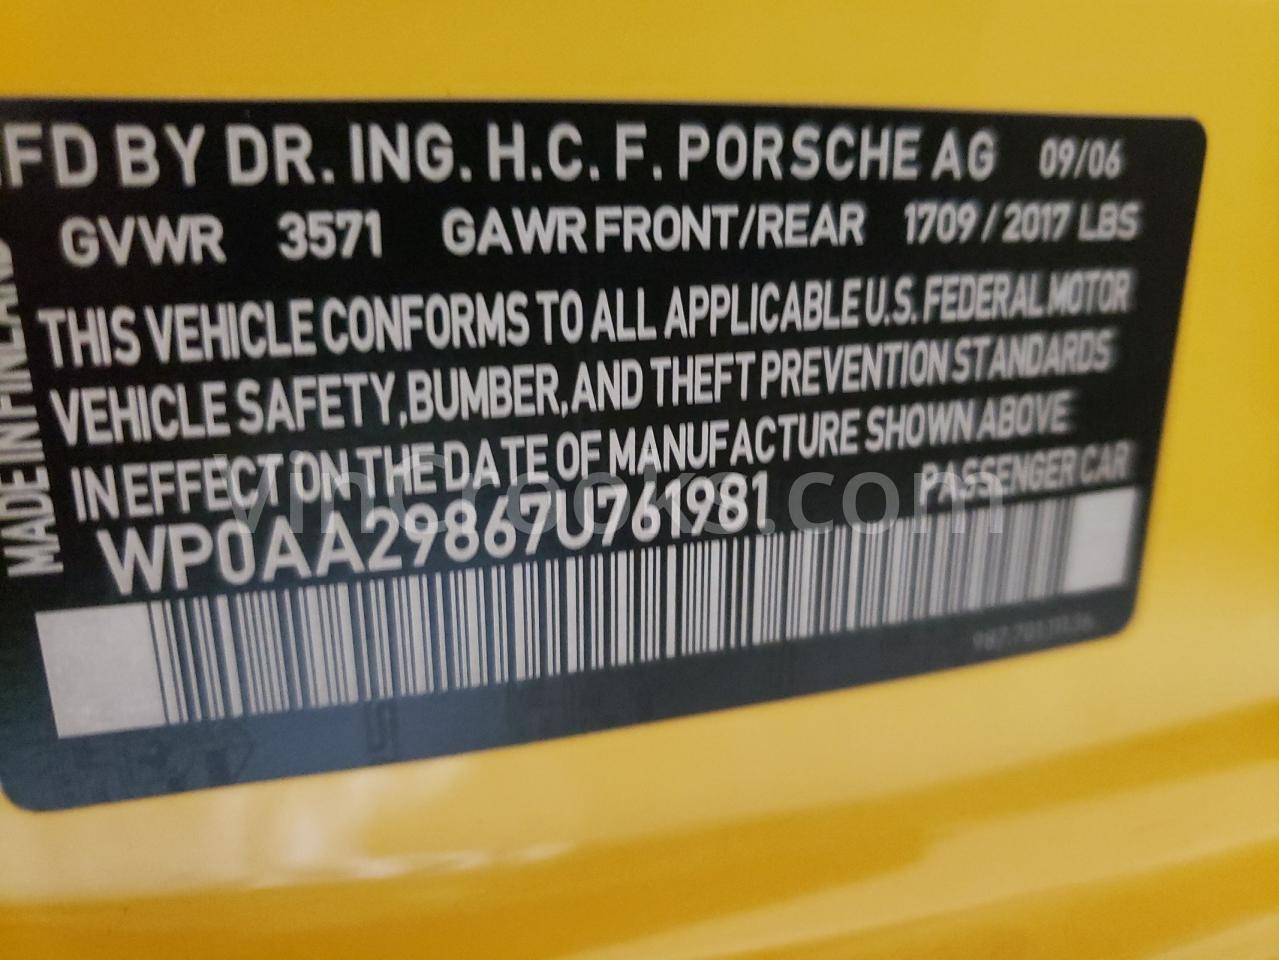 FD BY DR. ING. H.C. F. PORSCHE AG 09/06
GVWR 3571 GAWR FRONT/REAR 1709 / 2017 LBS
THIS VEHICLE CONFORMS TO ALL APPLICABLE U.S. FEDERAL MOTOR
VEHICLE SAFETY, BUMBER, AND THEFT PREVENTION STANDARDS
IN EFFECT ON THE DATE OF MANUFACTURE SHOWN ABOVE
WP0AA29867U761981 PASSENGER CAR
MADE IN FINLAND
VinCrooks.com